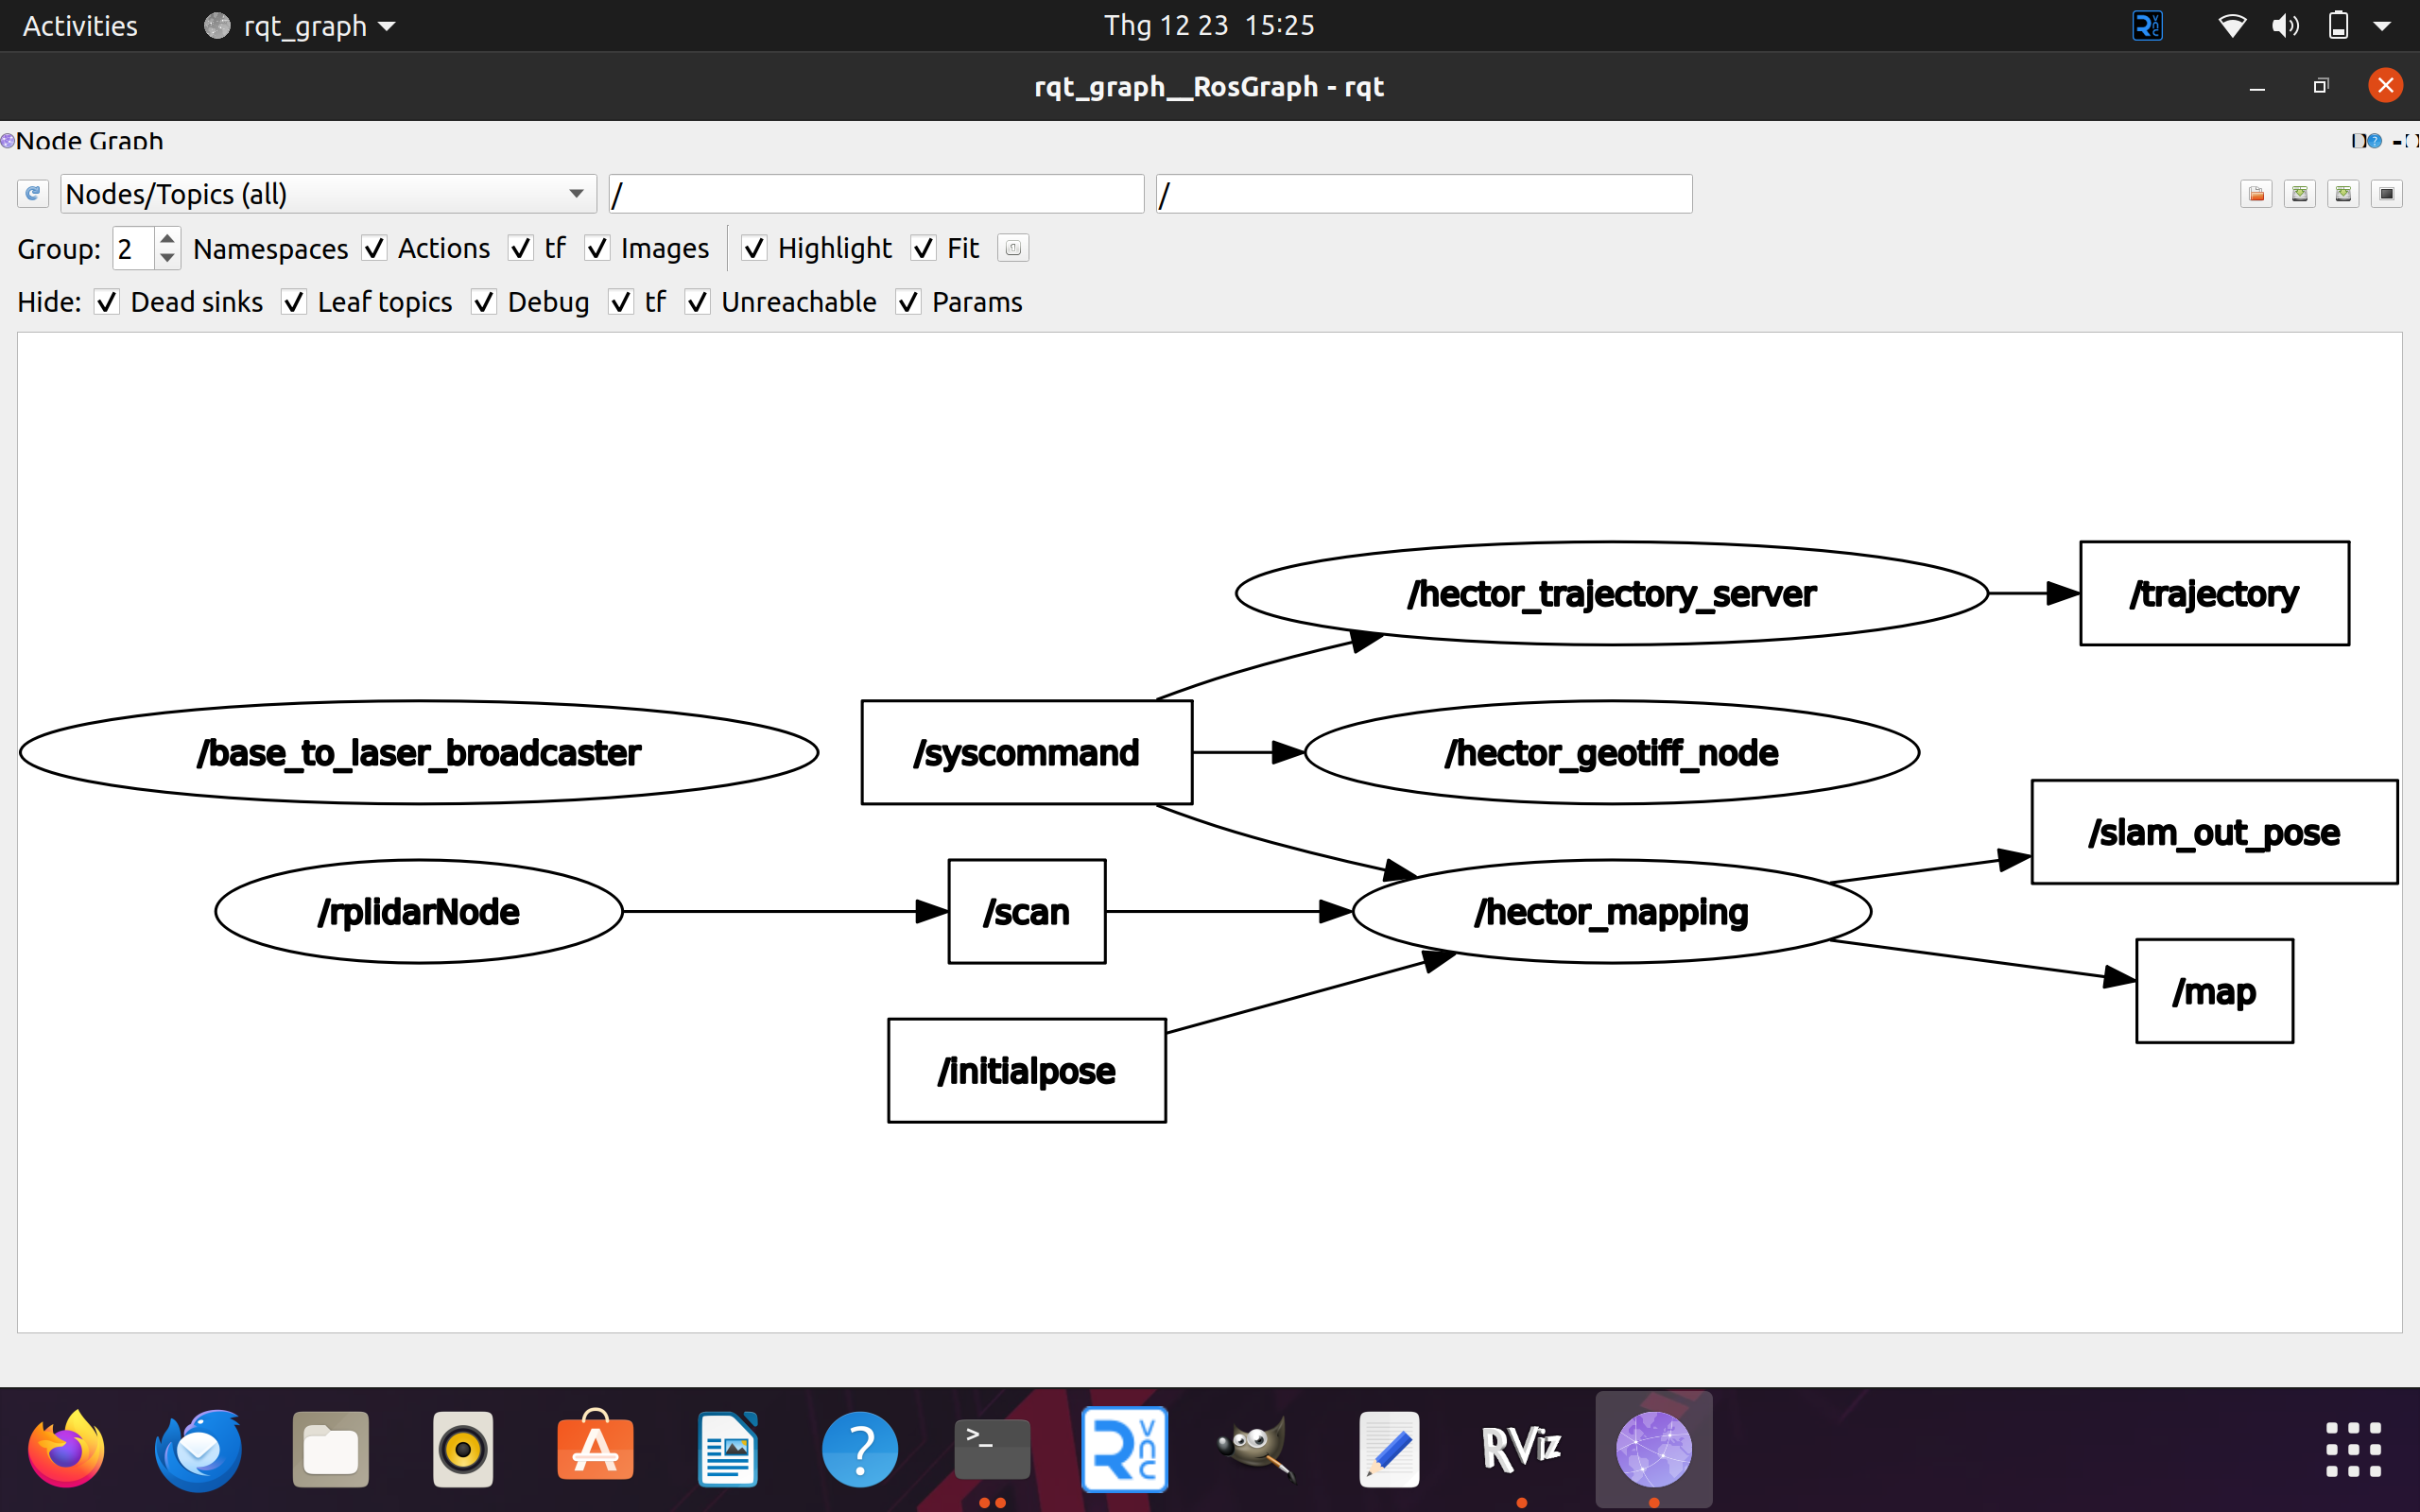 Activities rqt_graph Thg 12 23 15:25
rqt_graph__RosGraph - rqt
Node Graph
Nodes/Topics (all) / /
Group: 2 Namespaces Actions tf Images Highlight Fit
Hide: Dead sinks Leaf topics Debug tf Unreachable Params
/hector_trajectory_server
/trajectory
/base_to_laser_broadcaster
/syscommand
/hector_geotiff_node
/slam_out_pose
/rplidarNode
/scan
/hector_mapping
/map
/initialpose
RViz